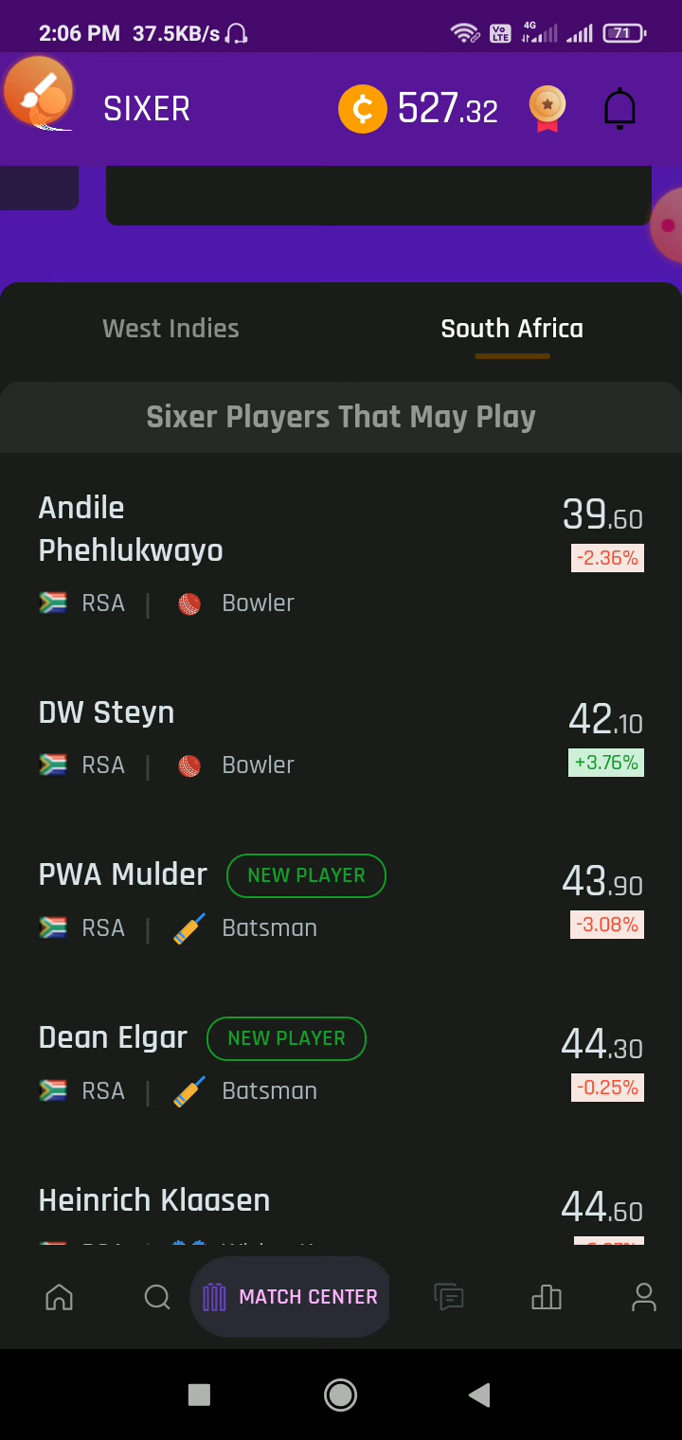 2:06 PM 37.5KB/s Vo LTE 4G 71
SIXER ¢ 527.32
West Indies South Africa
Sixer Players That May Play
Andile
Phehlukwayo 39.60
-2.36%
RSA | Bowler
DW Steyn 42.10
RSA | Bowler +3.76%
PWA Mulder NEW PLAYER 43.90
RSA | Batsman -3.08%
Dean Elgar NEW PLAYER 44.30
RSA | Batsman -0.25%
Heinrich Klaasen 44.60
MATCH CENTER